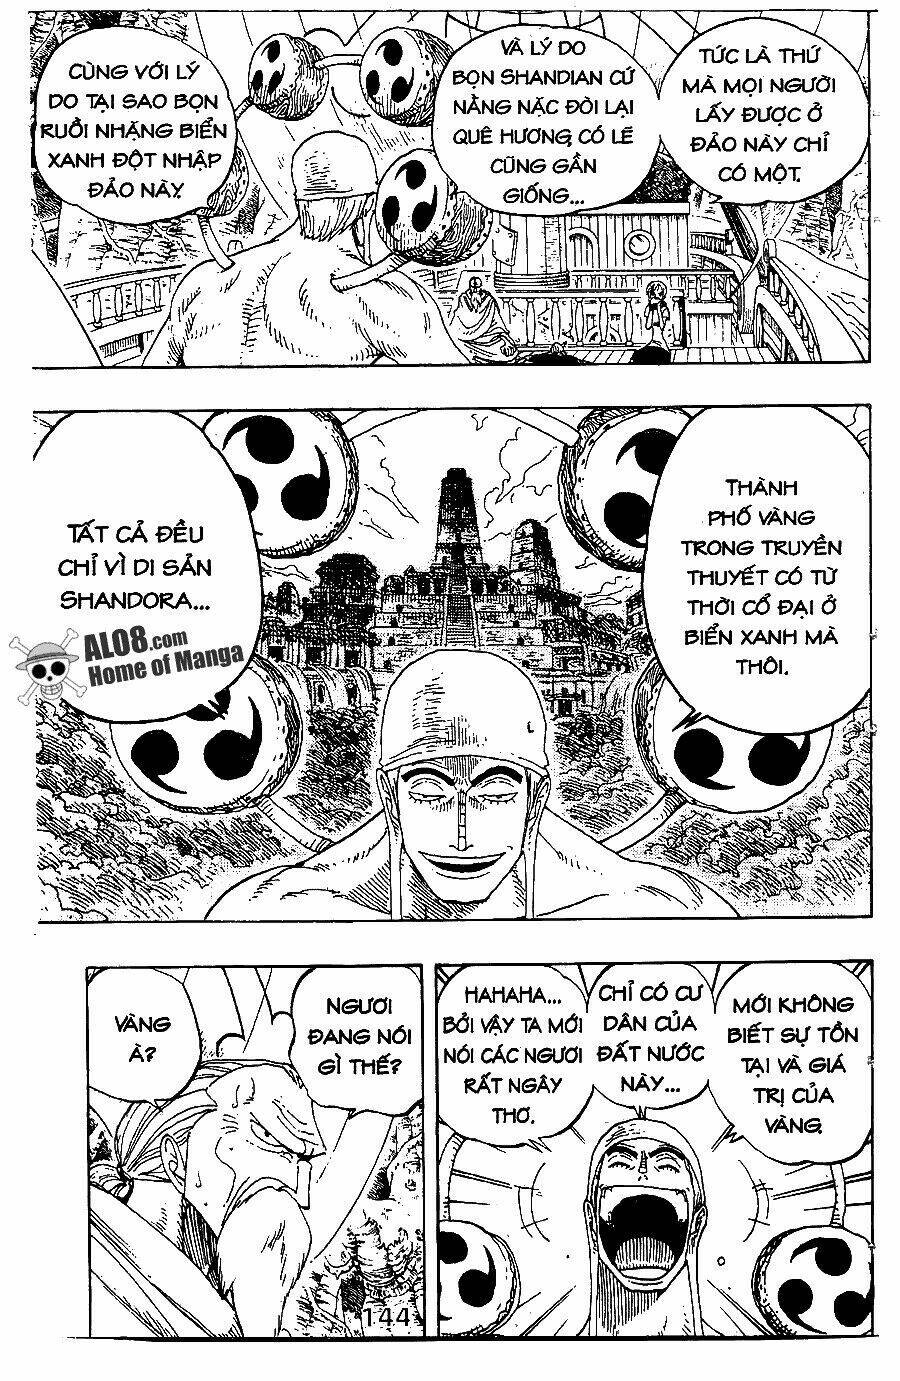 TỨC LÀ THỨ
MÀ MỌI NGƯỜI
LẤY ĐƯỢC Ở
ĐẢO NÀY CHỈ
CÓ MỘT.
VÀ LÝ DO
BỌN SHANDIAN CỨ
NẰNG NẶC ĐÒI LẠI
QUÊ HƯƠNG, CÓ LẼ
CŨNG GẦN
GIỐNG...
CÙNG VỚI LÝ
DO TẠI SAO BỌN
RUỒI NHẶNG BIỂN
XANH ĐỘT NHẬP
ĐẢO NÀY.
THÀNH
PHỐ VÀNG
TRONG TRUYỀN
THUYẾT CÓ TỪ
THỜI CỔ ĐẠI Ở
BIỂN XANH MÀ
THÔI.
TẤT CẢ ĐỀU
CHỈ VÌ DI SẢN
SHANDORA...
AL08.com
Home of Manga
MỚI KHÔNG
BIẾT SỰ TỒN
TẠI VÀ GIÁ
TRỊ CỦA
VÀNG.
CHỈ CÓ CƯ
DÂN CỦA
ĐẤT NƯỚC
NÀY...
HAHAHA...
BỞI VẬY TA MỚI
NÓI CÁC NGƯƠI
RẤT NGÂY
THƠ.
NGƯƠI
ĐANG NÓI
GÌ THẾ?
VÀNG
À?
144